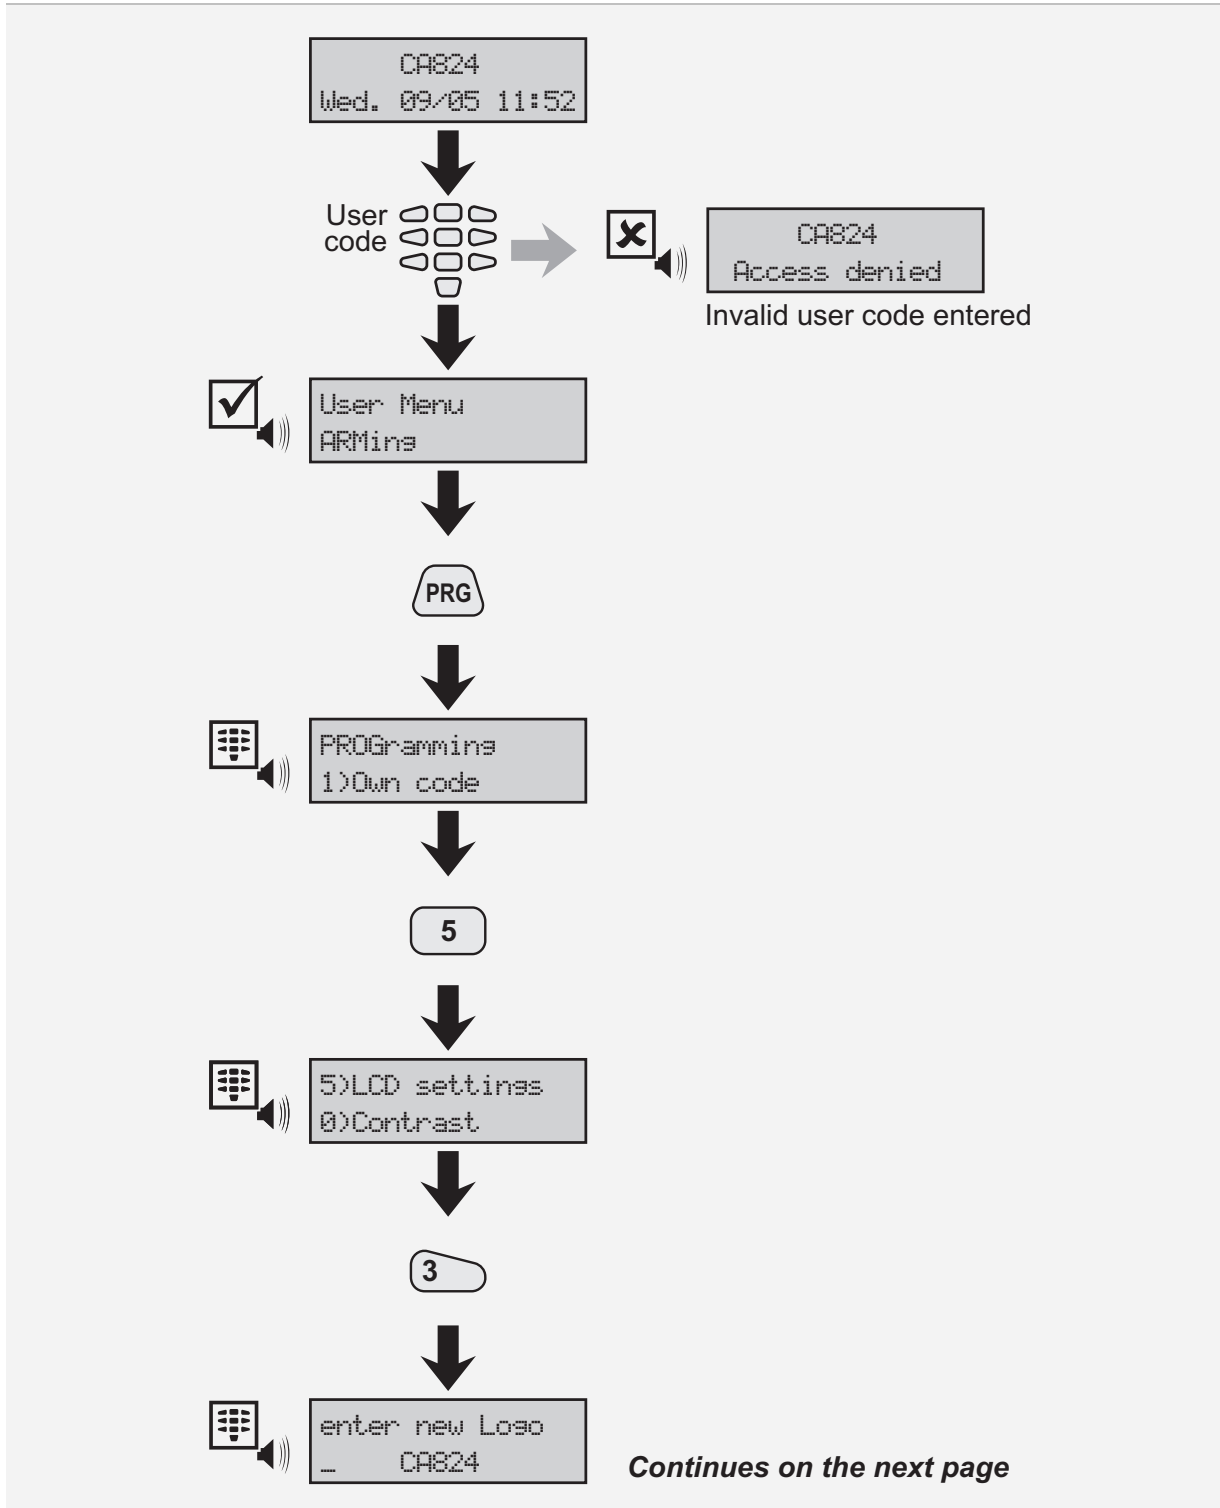 CA824
Wed. 09/05 11:52
User
code
CA824
Access denied
Invalid user code entered
User Menu
ARMing
PRG
PROGramming
1)Own code
5
5)LCD settings
0)Contrast
3
enter new Logo
_ CA824
Continues on the next page